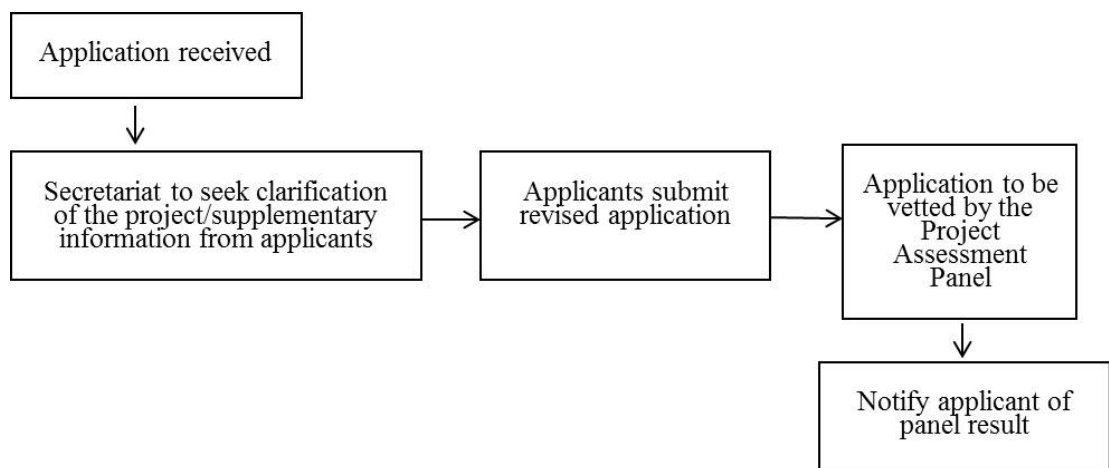 Application received
Secretariat to seek clarification
of the project/supplementary
information from applicants
Applicants submit
revised application
Application to be
vetted by the
Project
Assessment
Panel
Notify applicant of
panel result